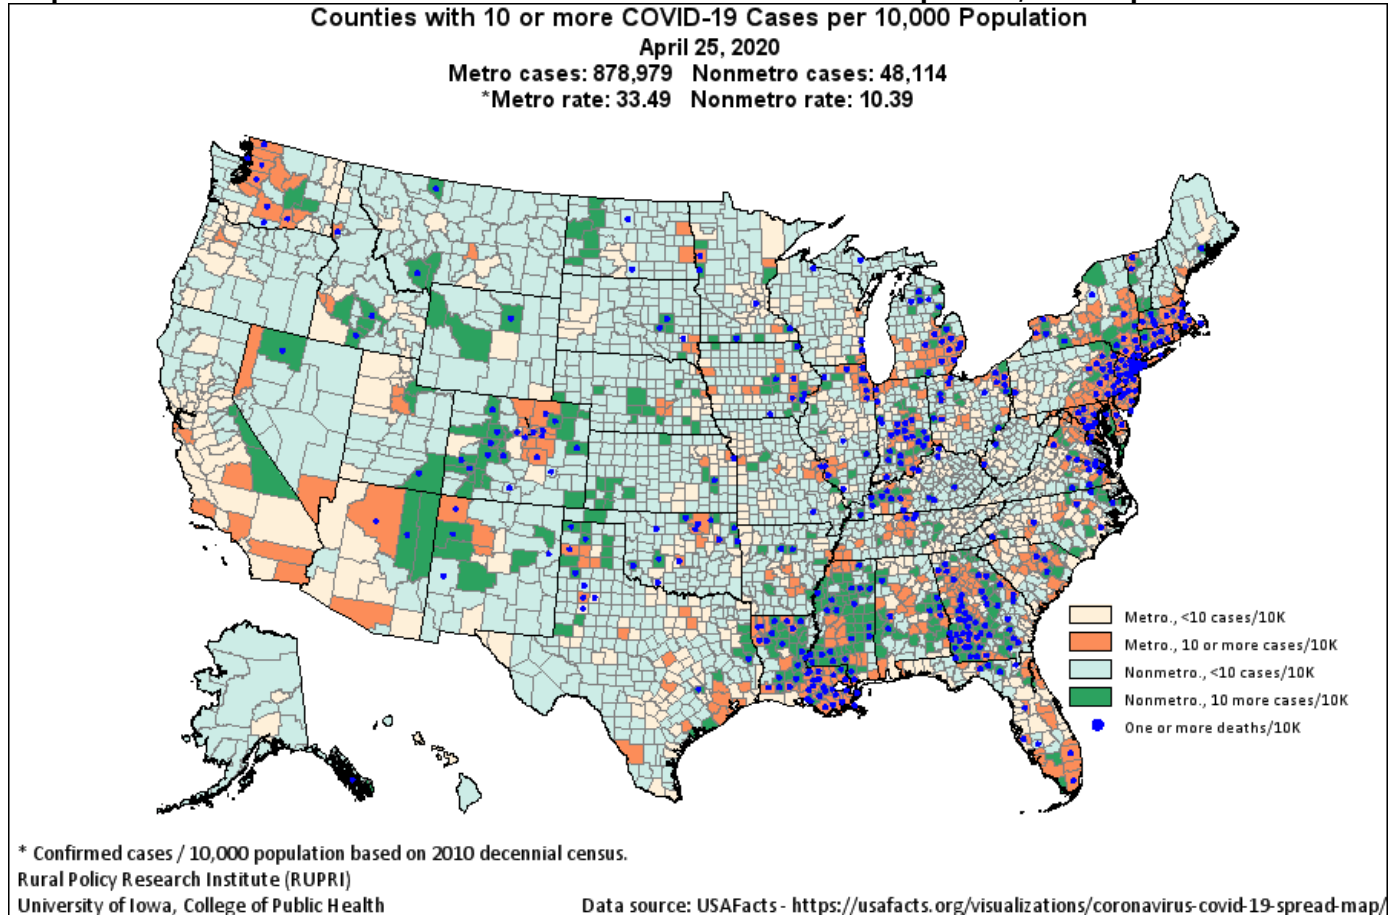 Counties with 10 or more COVID-19 Cases per 10,000 Population
April 25, 2020
Metro cases: 878,979 Nonmetro cases: 48,114
*Metro rate: 33.49 Nonmetro rate: 10.39
Metro., <10 cases/10K
Metro., 10 or more cases/10K
Nonmetro., <10 cases/10K
Nonmetro., 10 more cases/10K
One or more deaths/10K
* Confirmed cases / 10,000 population based on 2010 decennial census.
Rural Policy Research Institute (RUPRI)
University of Iowa, College of Public Health
Data source: USAFacts - https://usafacts.org/visualizations/coronavirus-covid-19-spread-map/